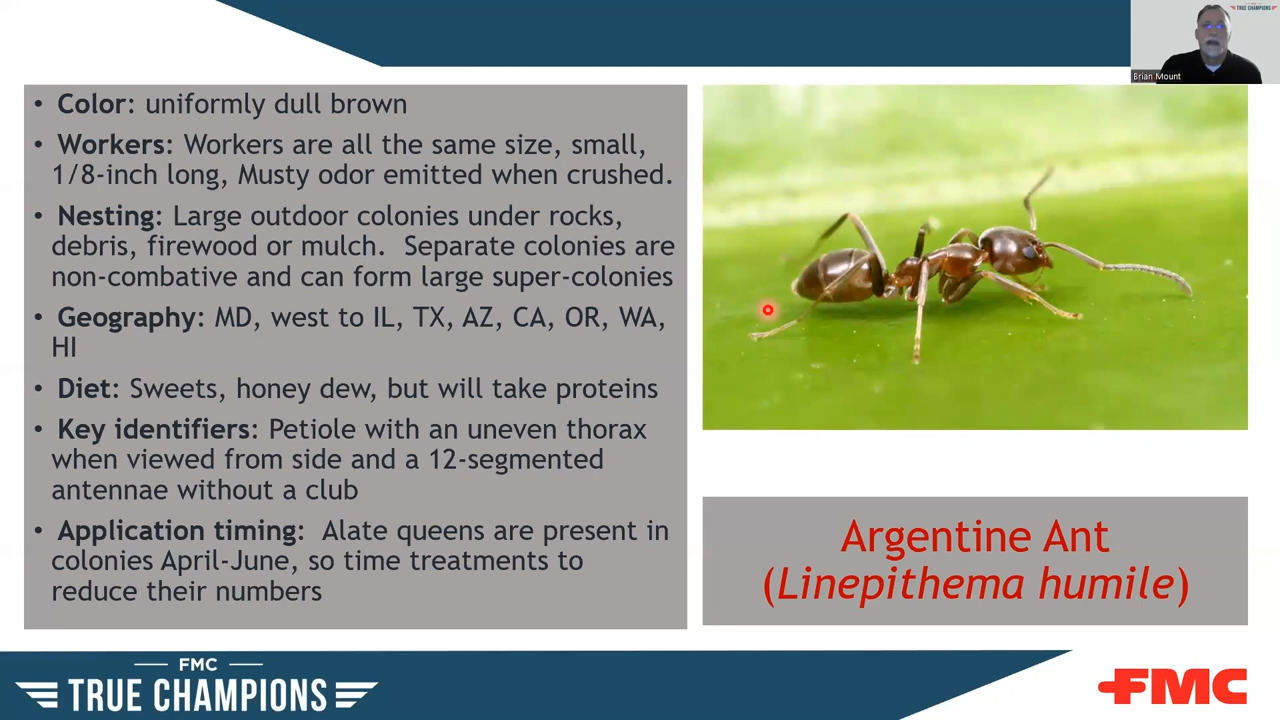 TRUE CHAMPIONS
Brian Mount
• Color: uniformly dull brown
• Workers: Workers are all the same size, small,
1/8-inch long, Musty odor emitted when crushed.
• Nesting: Large outdoor colonies under rocks,
debris, firewood or mulch.  Separate colonies are
non-combative and can form large super-colonies
• Geography: MD, west to IL, TX, AZ, CA, OR, WA,
HI
• Diet: Sweets, honey dew, but will take proteins
• Key identifiers: Petiole with an uneven thorax
when viewed from side and a 12-segmented
antennae without a club
• Application timing:  Alate queens are present in
colonies April-June, so time treatments to
reduce their numbers
Argentine Ant
(Linepithema humile)
FMC
TRUE CHAMPIONS
FMC